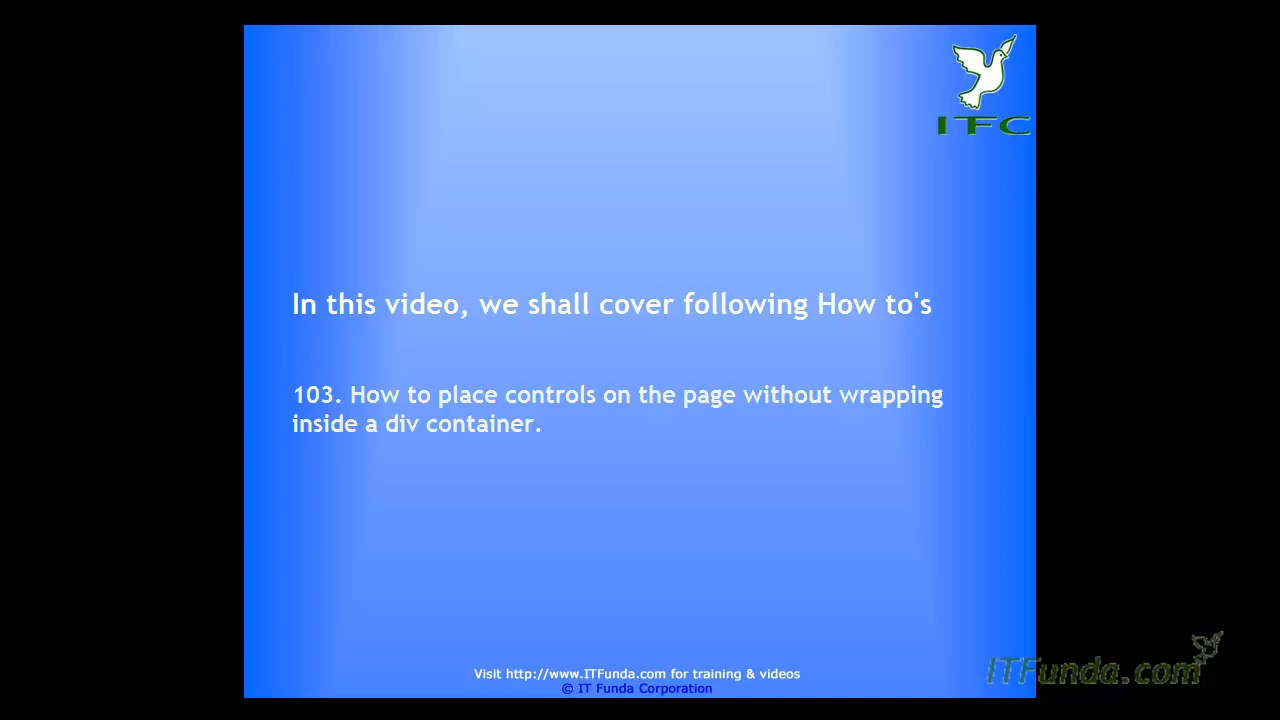 ITC
In this video, we shall cover following How to's
103. How to place controls on the page without wrapping
inside a div container.
Visit http://www.ITFunda.com for training & videos
© IT Funda Corporation
ITFunda.com